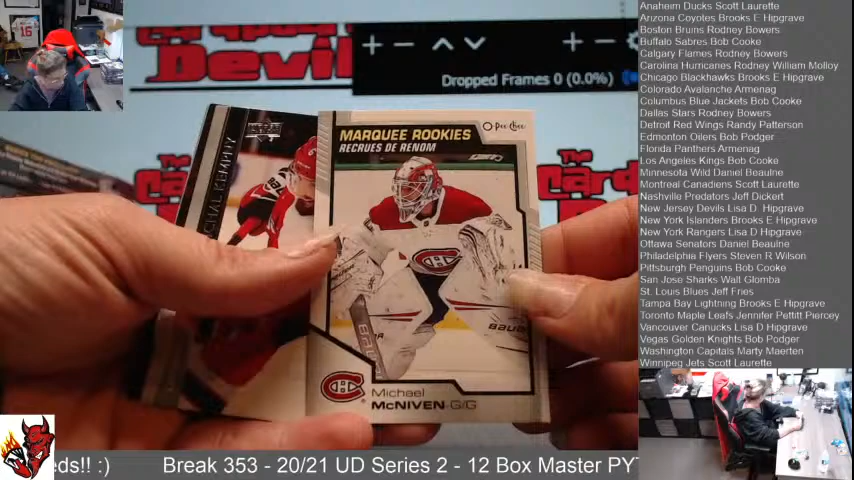 Dropped Frames 0 (0.0%)
The
Card
Devil
16
MARQUEE ROOKIES
RECRUES DE RENOM
O-Pee-Chee
Michael
McNIVEN-G/G
Anaheim Ducks Scott Laurette
Arizona Coyotes Brooks E Hipgrave
Boston Bruins Rodney Bowers
Buffalo Sabres Bob Cooke
Calgary Flames Rodney Bowers
Carolina Hurricanes Rodney William Molloy
Chicago Blackhawks Brooks E Hipgrave
Colorado Avalanche Armenag
Columbus Blue Jackets Bob Cooke
Dallas Stars Rodney Bowers
Detroit Red Wings Randy Patterson
Edmonton Oilers Bob Podger
Florida Panthers Armenag
Los Angeles Kings Bob Cooke
Minnesota Wild Daniel Beaulne
Montreal Canadiens Scott Laurette
Nashville Predators Jeff Dickert
New Jersey Devils Lisa D Hipgrave
New York Islanders Brooks E Hipgrave
New York Rangers Lisa D Hipgrave
Ottawa Senators Daniel Beaulne
Philadelphia Flyers Steven R Wilson
Pittsburgh Penguins Bob Cooke
San Jose Sharks Walt Glomba
St. Louis Blues Jeff Fries
Tampa Bay Lightning Brooks E Hipgrave
Toronto Maple Leafs Jennifer Pettitt Piercey
Vancouver Canucks Lisa D Hipgrave
Vegas Golden Knights Bob Podger
Washington Capitals Marty Maerten
Winnipeg Jets Scott Laurette
eds!! :) Break 353 - 20/21 UD Series 2 - 12 Box Master PY